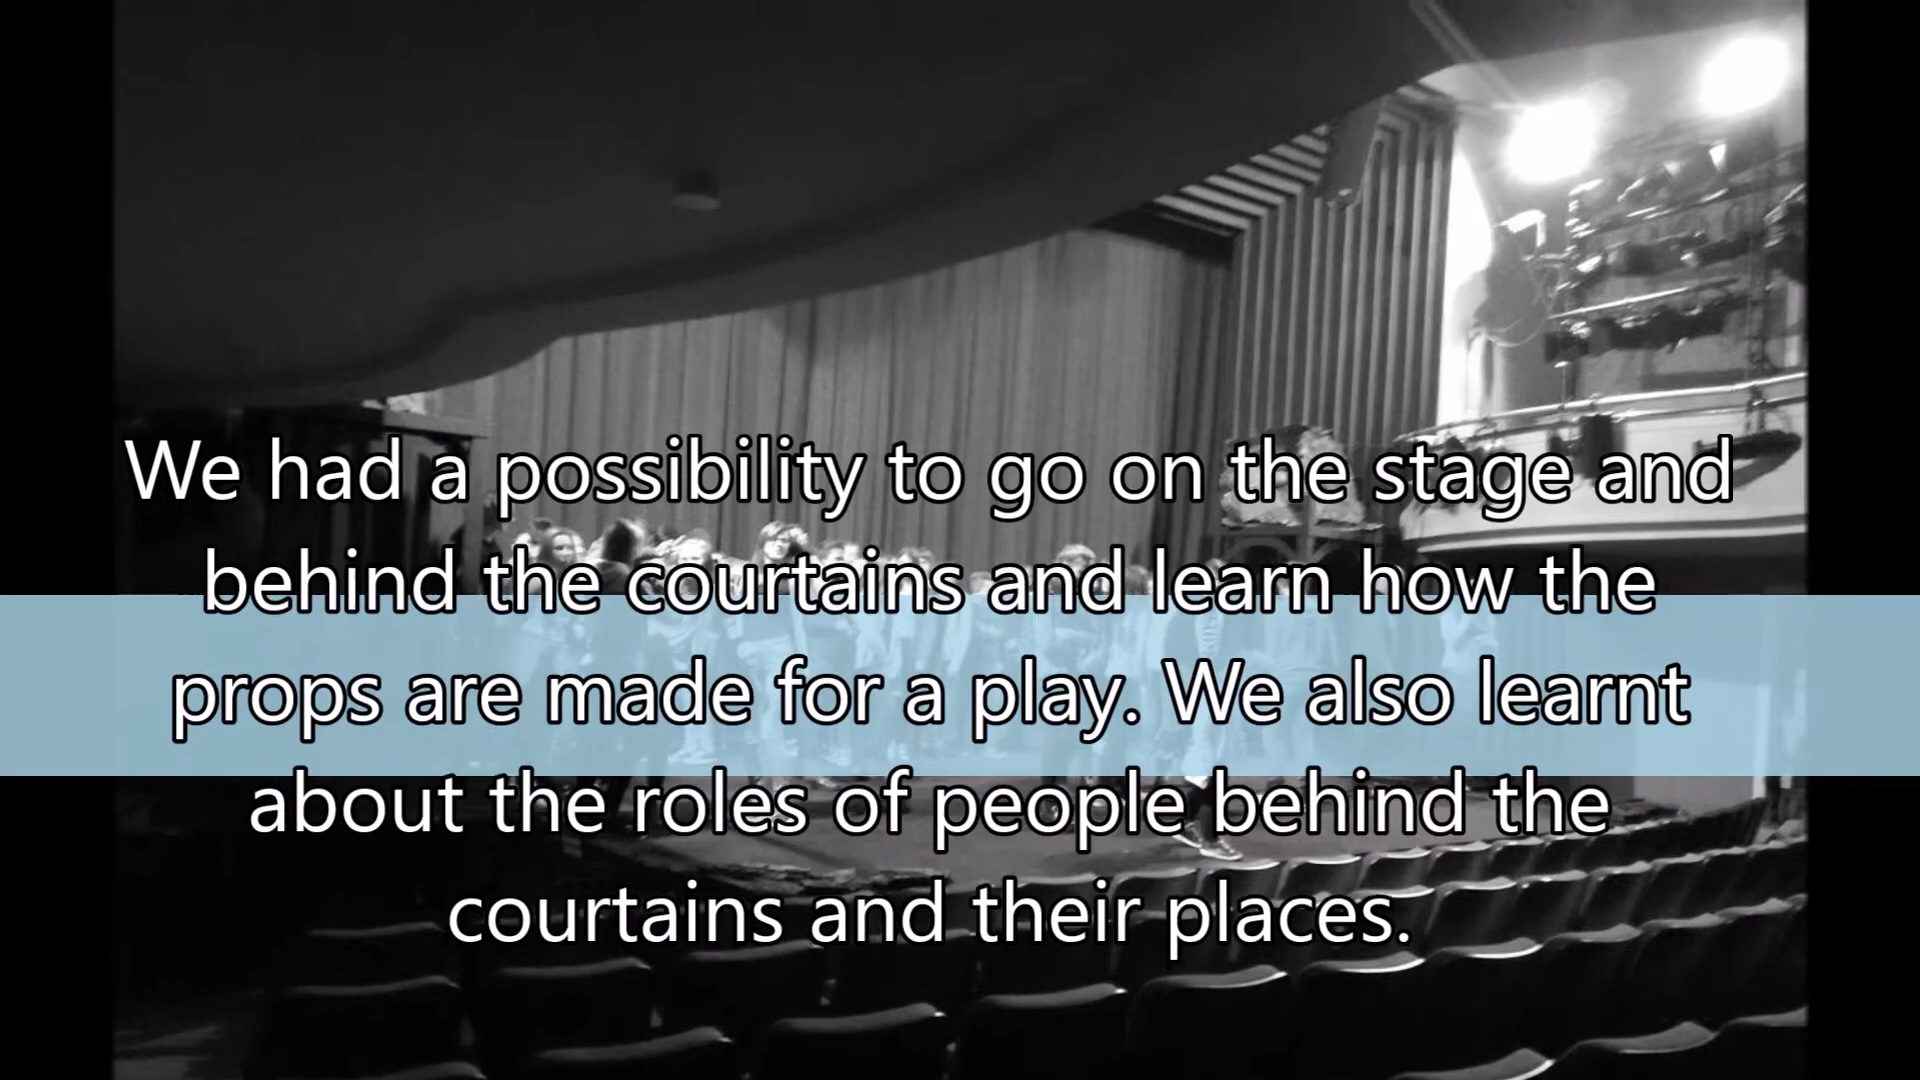 We had a possibility to go on the stage and
behind the courtains and learn how the
props are made for a play. We also learnt
about the roles of people behind the
courtains and their places.